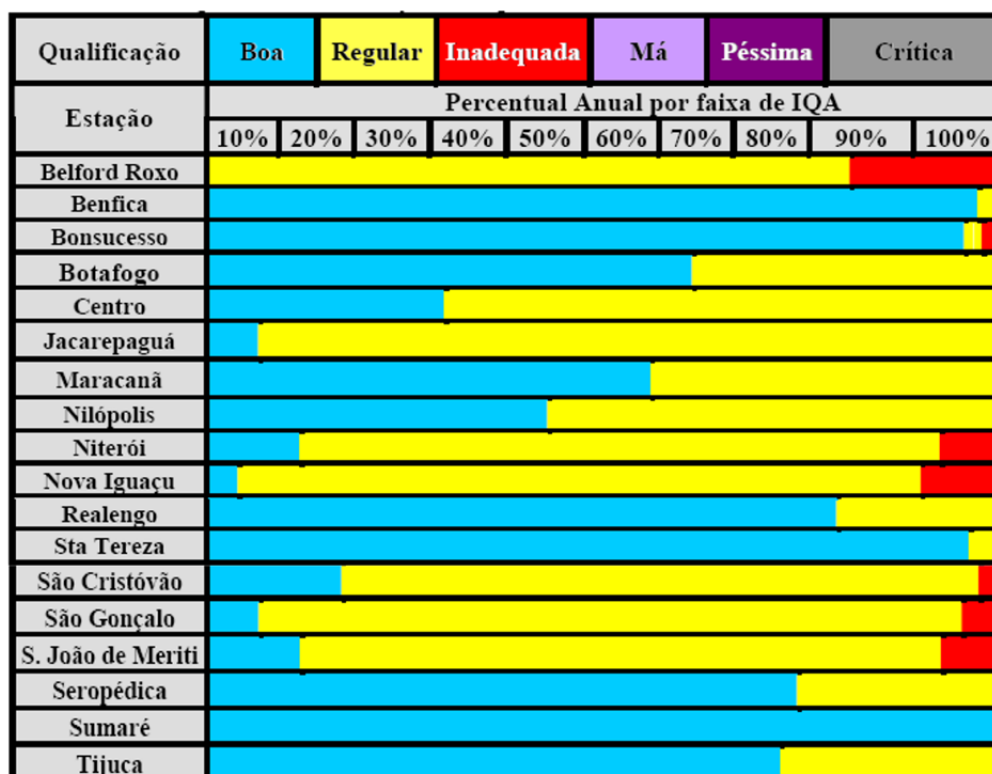 Qualificação Boa Regular Inadequada Má Péssima Crítica
Estação
Percentual Anual por faixa de IQA
10% 20% 30% 40% 50% 60% 70% 80% 90% 100%
Belford Roxo
Benfica
Bonsucesso
Botafogo
Centro
Jacarepaguá
Maracanã
Nilópolis
Niterói
Nova Iguaçu
Realengo
Sta Tereza
São Cristóvão
São Gonçalo
S. João de Meriti
Seropédica
Sumaré
Tijuca